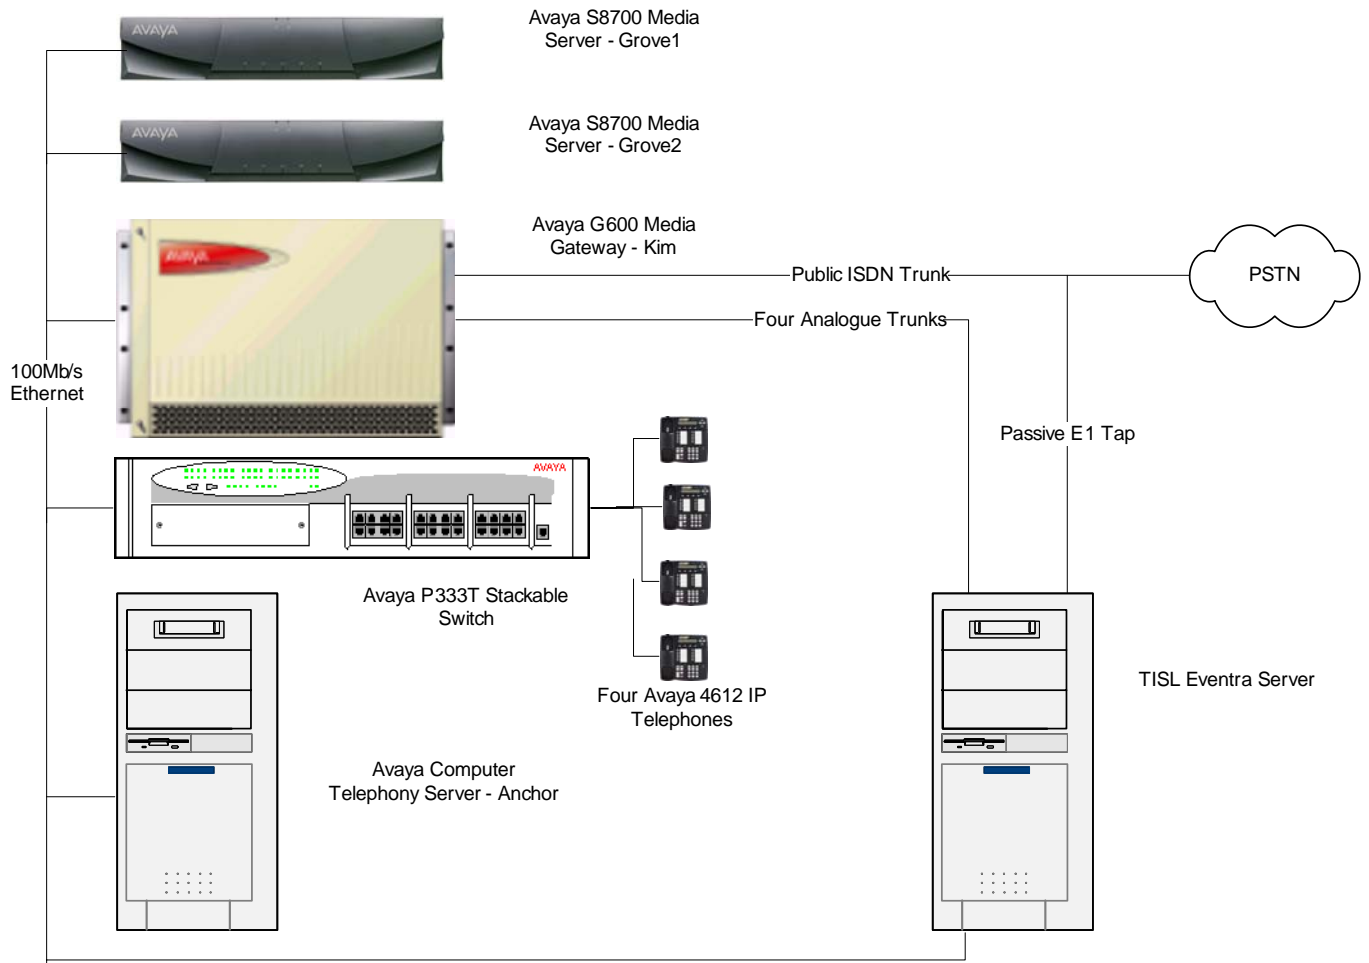 AVAYA
Avaya S8700 Media
Server - Grove1
AVAYA
Avaya S8700 Media
Server - Grove2
AVAYA
Avaya G600 Media
Gateway - Kim
Public ISDN Trunk
PSTN
Four Analogue Trunks
100Mb/s
Ethernet
Passive E1 Tap
AVAYA
Avaya P333T Stackable
Switch
Four Avaya 4612 IP
Telephones
TISL Eventra Server
Avaya Computer
Telephony Server - Anchor